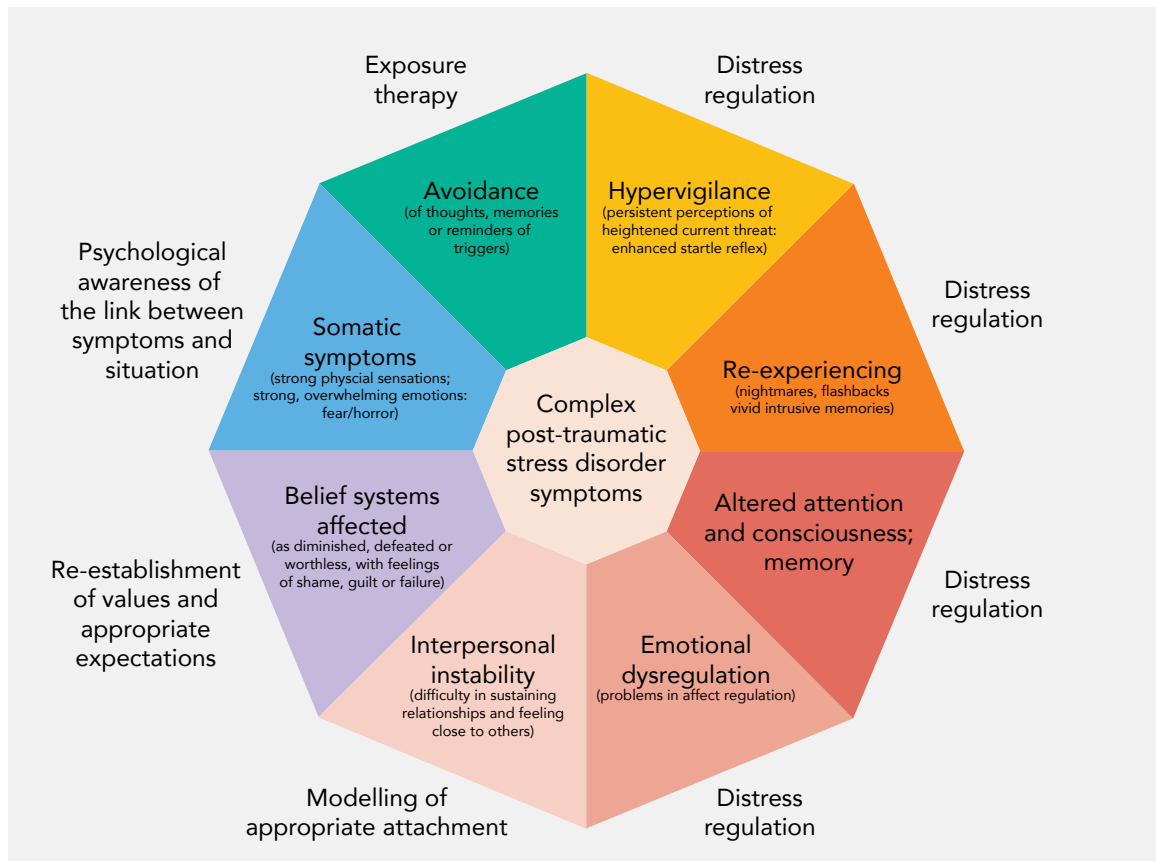 Exposure
therapy
Distress
regulation
Avoidance
(of thoughts, memories
or reminders of
triggers)
Hypervigilance
(persistent perceptions of
heightened current threat:
enhanced startle reflex)
Psychological
awareness of
the link between
symptoms and
situation
Distress
regulation
Somatic
symptoms
(strong physcial sensations;
strong, overwhelming emotions:
fear/horror)
Re-experiencing
(nightmares, flashbacks
vivid intrusive memories)
Complex
post-traumatic
stress disorder
symptoms
Belief systems
affected
(as diminished, defeated or
worthless, with feelings
of shame, guilt or failure)
Altered attention
and consciousness;
memory
Re-establishment
of values and
appropriate
expectations
Distress
regulation
Interpersonal
instability
(difficulty in sustaining
relationships and feeling
close to others)
Emotional
dysregulation
(problems in affect regulation)
Modelling of
appropriate attachment
Distress
regulation